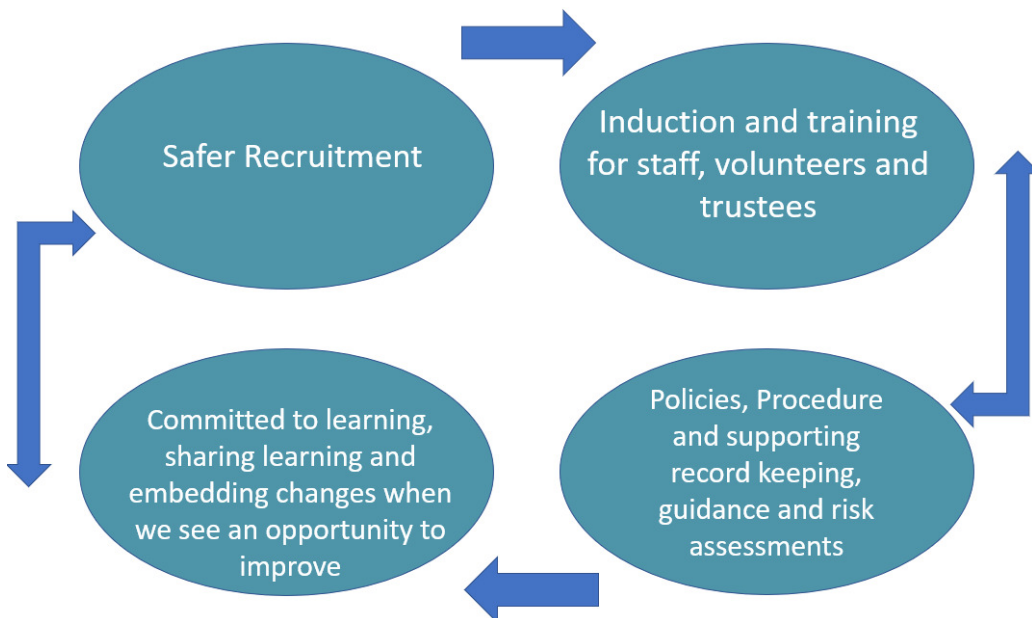 Safer Recruitment
Induction and training
for staff, volunteers and
trustees
Committed to learning,
sharing learning and
embedding changes when
we see an opportunity to
improve
Policies, Procedure
and supporting
record keeping,
guidance and risk
assessments